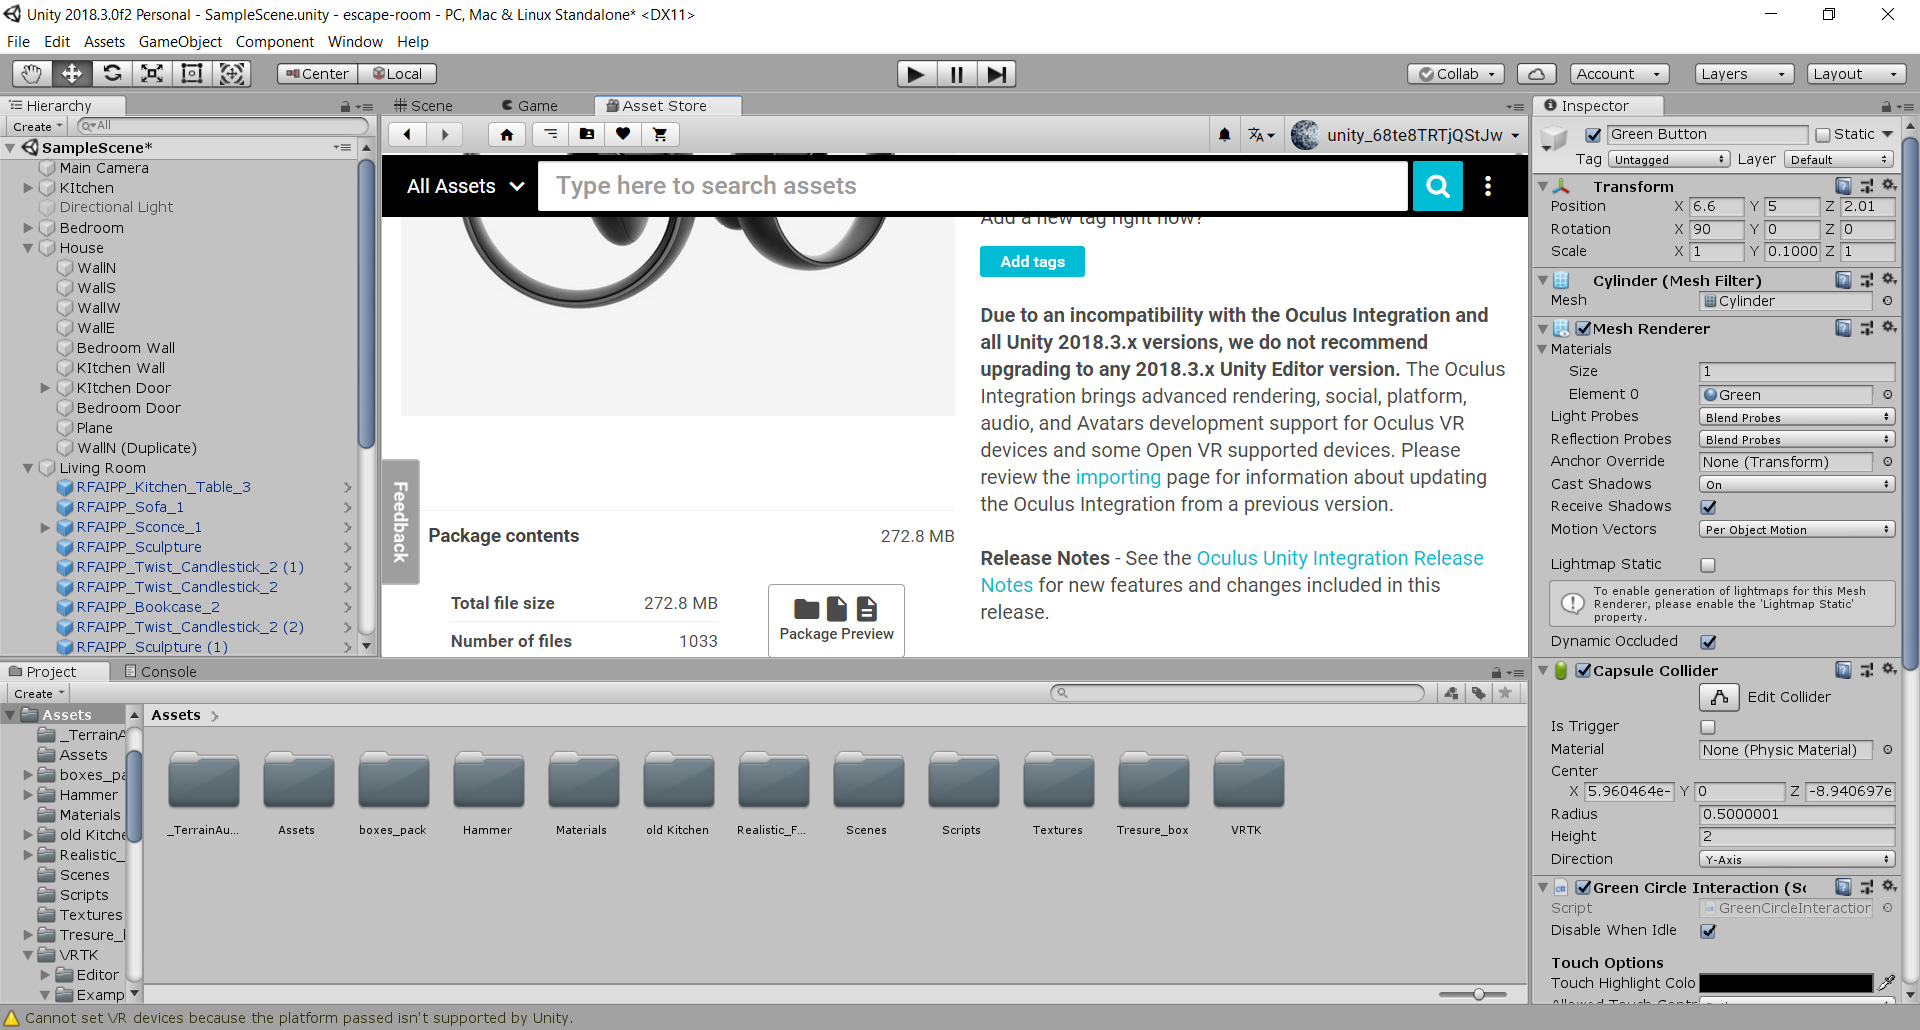 Unity 2018.3.0f2 Personal - SampleScene.unity - escape-room - PC, Mac & Linux Standalone* <DX11>
File Edit Assets GameObject Component Window Help
Center Local Collab Account Layers Layout
Hierarchy
Create All
SampleScene*
Main Camera
KItchen
Directional Light
Bedroom
House
WallN
WallS
WallW
WallE
Bedroom Wall
KItchen Wall
KItchen Door
Bedroom Door
Plane
WallN (Duplicate)
Living Room
RFAIPP_Kitchen_Table_3
RFAIPP_Sofa_1
RFAIPP_Sconce_1
RFAIPP_Sculpture
RFAIPP_Twist_Candlestick_2 (1)
RFAIPP_Twist_Candlestick_2
RFAIPP_Bookcase_2
RFAIPP_Twist_Candlestick_2 (2)
RFAIPP_Sculpture (1)
Scene Game Asset Store
unity_68te8TRTjQStJw
All Assets Type here to search assets
Add a new tag right now?
Add tags
Due to an incompatibility with the Oculus Integration and
all Unity 2018.3.x versions, we do not recommend
upgrading to any 2018.3.x Unity Editor version. The Oculus
Integration brings advanced rendering, social, platform,
audio, and Avatars development support for Oculus VR
devices and some Open VR supported devices. Please
review the importing page for information about updating
the Oculus Integration from a previous version.
Release Notes - See the Oculus Unity Integration Release
Notes for new features and changes included in this
release.
Feedback
Package contents 272.8 MB
Total file size 272.8 MB
Number of files 1033
Package Preview
Inspector
Green Button Static
Tag Untagged Layer Default
Transform
Position X 6.6 Y 5 Z 2.01
Rotation X 90 Y 0 Z 0
Scale X 1 Y 0.1000 Z 1
Cylinder (Mesh Filter)
Mesh Cylinder
Mesh Renderer
Materials
Size 1
Element 0 Green
Light Probes Blend Probes
Reflection Probes Blend Probes
Anchor Override None (Transform)
Cast Shadows On
Receive Shadows
Motion Vectors Per Object Motion
Lightmap Static
To enable generation of lightmaps for this Mesh
Renderer, please enable the 'Lightmap Static'
property.
Dynamic Occluded
Capsule Collider
Edit Collider
Is Trigger
Material None (Physic Material)
Center
X 5.960464e- Y 0 Z -8.940697e
Radius 0.5000001
Height 2
Direction Y-Axis
Green Circle Interaction (Sc
Script GreenCircleInteraction
Disable When Idle
Touch Options
Touch Highlight Colo
Project Console
Create
Assets
_TerrainA
Assets
boxes_pa
Hammer
Materials
old Kitche
Realistic_
Scenes
Scripts
Textures
Tresure_l
VRTK
Editor
Examp
Assets
_TerrainAu... Assets boxes_pack Hammer Materials old Kitchen Realistic_F... Scenes Scripts Textures Tresure_box VRTK
Cannot set VR devices because the platform passed isn't supported by Unity.